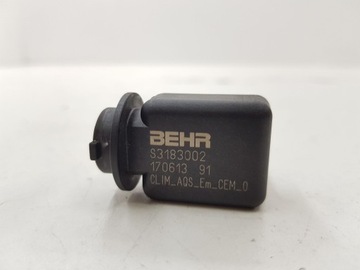 BEHR
S3183002
170613 91
CLIM_AQS_Em_CEM_0